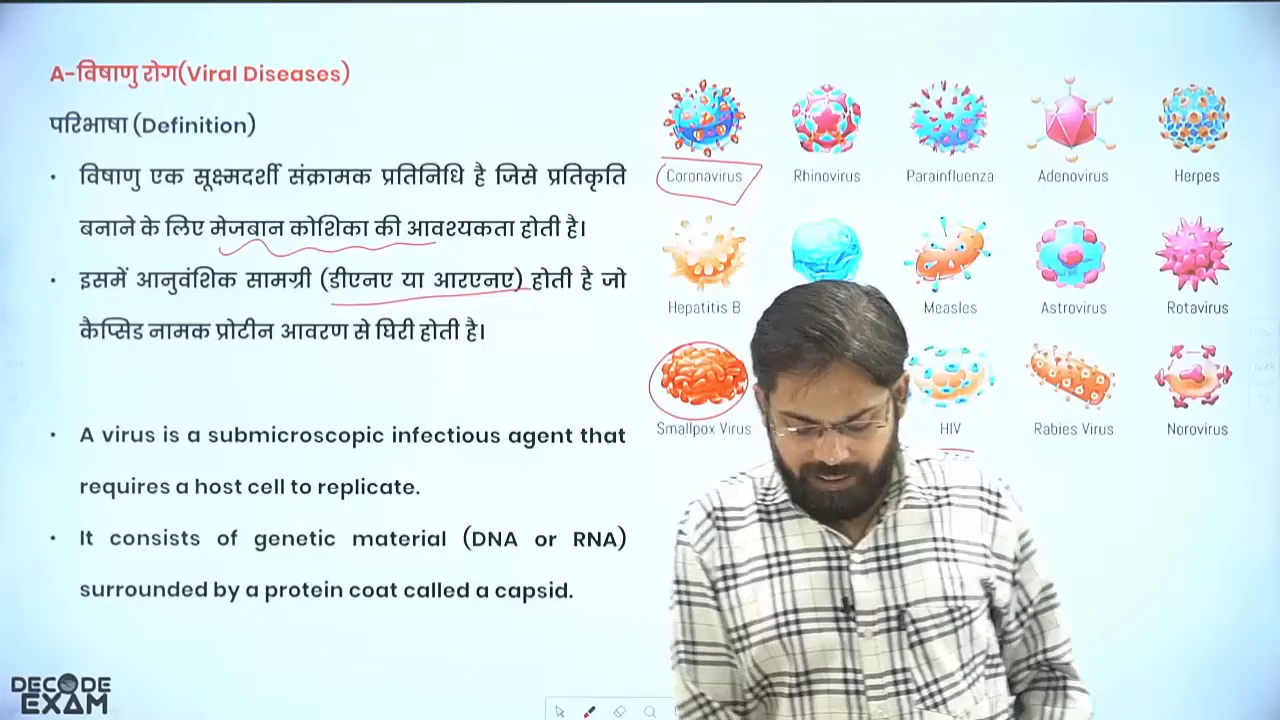 A-विषाणु रोग(Viral Diseases)
परिभाषा (Definition)
• विषाणु एक सूक्ष्मदर्शी संक्रामक प्रतिनिधि है जिसे प्रतिकृति
बनाने के लिए मेजबान कोशिका की आवश्यकता होती है।
• इसमें आनुवंशिक सामग्री (डीएनए या आरएनए) होती है जो
कैप्सिड नामक प्रोटीन आवरण से घिरी होती है।
• A virus is a submicroscopic infectious agent that
requires a host cell to replicate.
• It consists of genetic material (DNA or RNA)
surrounded by a protein coat called a capsid.
Coronavirus Rhinovirus Parainfluenza Adenovirus Herpes
Hepatitis B Measles Astrovirus Rotavirus
Smallpox Virus HIV Rabies Virus Norovirus
DECODE
EXAM